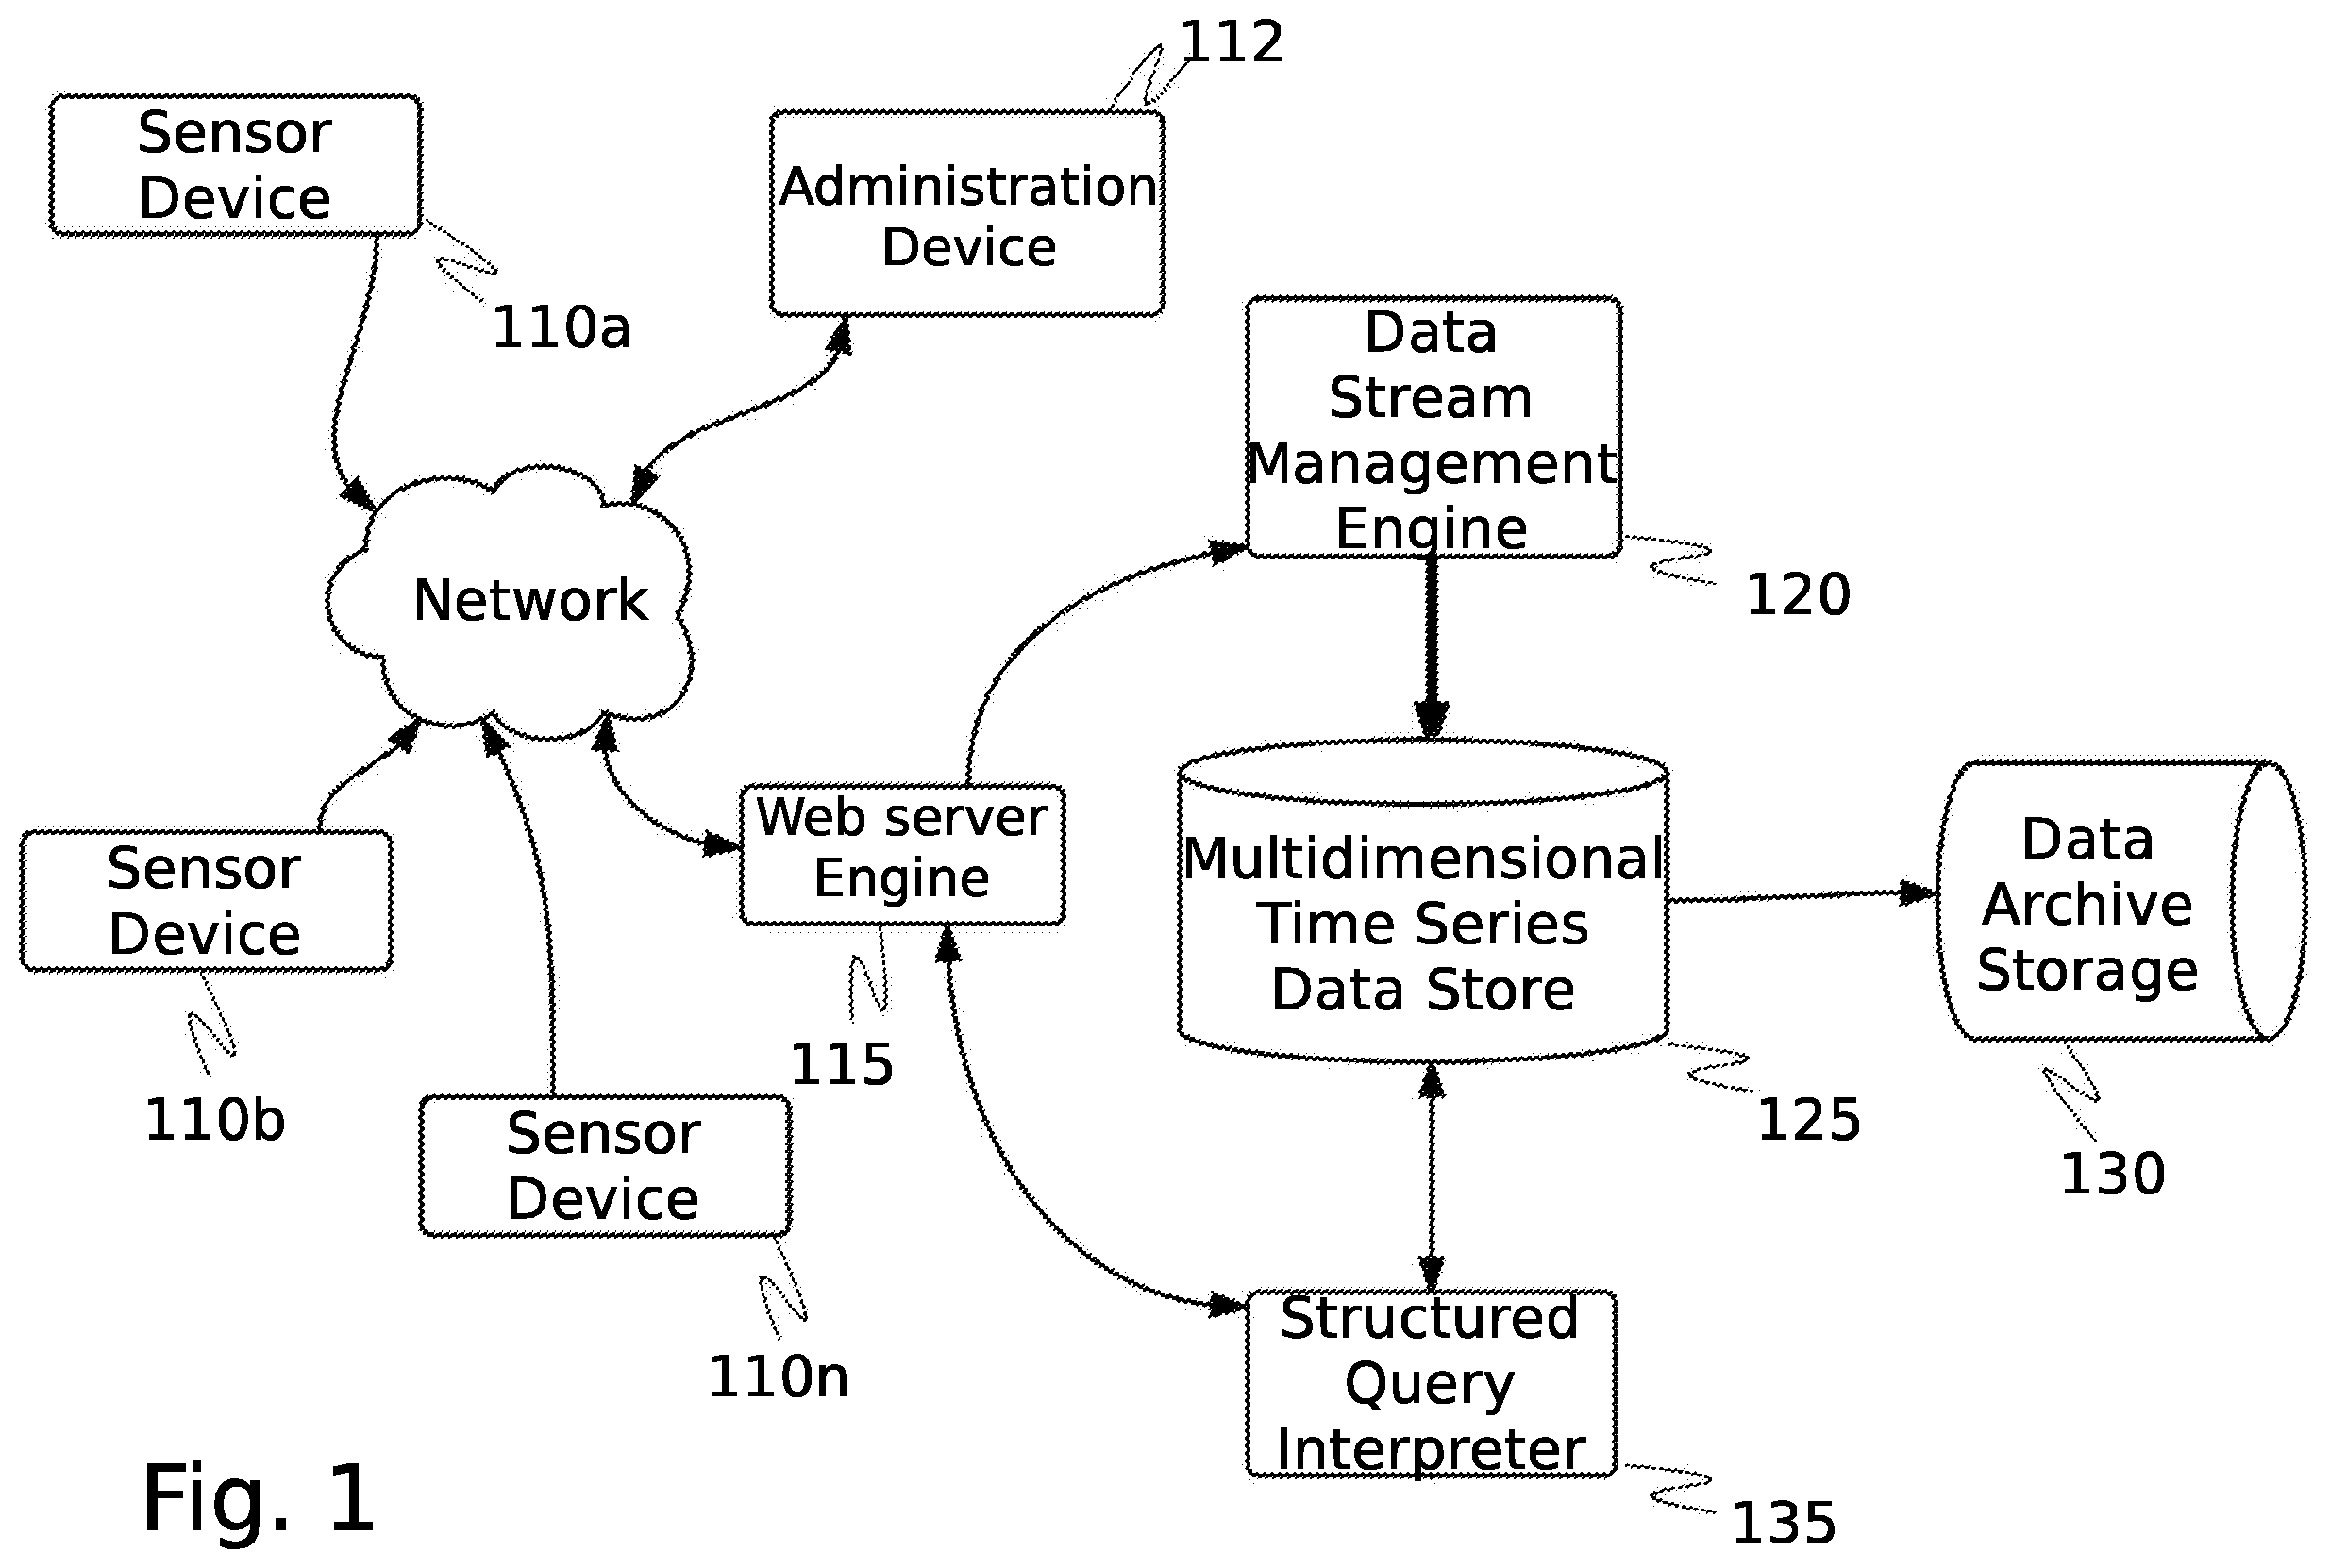 112
Sensor
Device
Administration
Device
110a
Data
Stream
Management
Engine
120
Network
Web server
Engine
115
Multidimensional
Time Series
Data Store
125
Data
Archive
Storage
130
Sensor
Device
110b
Sensor
Device
110n
Structured
Query
Interpreter
135
Fig. 1